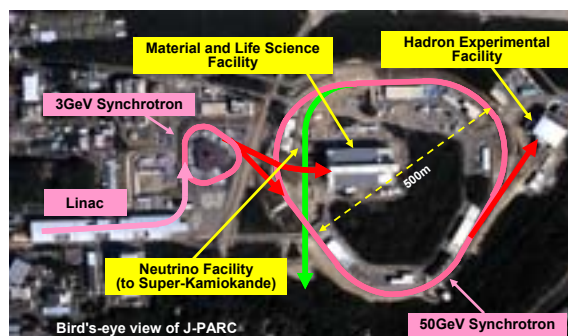 Material and Life Science
Facility
Hadron Experimental
Facility
3GeV Synchrotron
Linac
500m
Neutrino Facility
(to Super-Kamiokande)
50GeV Synchrotron
Bird's-eye view of J-PARC